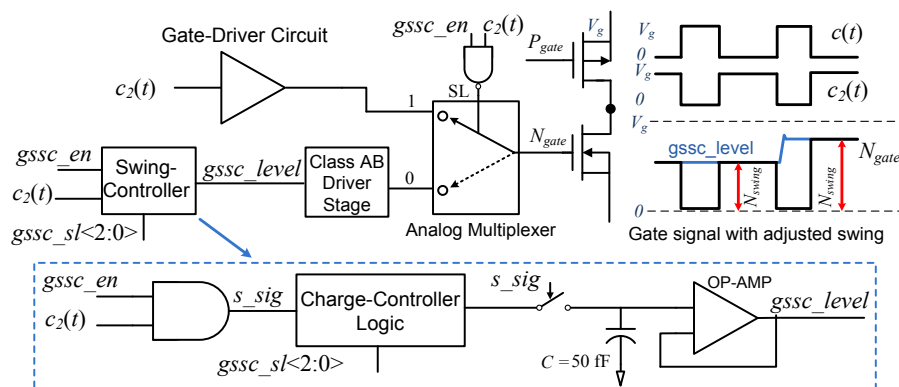 Gate-Driver Circuit
gssc_en
c2(t)
SL
c2(t)
1
Pgate
Vg
Vg
0
c(t)
Vg
0
c2(t)
Vg
gssc_en
c2(t)
Swing-
Controller
gssc_sl<2:0>
gssc_level
Class AB
Driver
Stage
0
Analog Multiplexer
Ngate
gssc_level
Nswing
Nswing
Ngate
0
Gate signal with adjusted swing
gssc_en
c2(t)
s_sig
Charge-Controller
Logic
gssc_sl<2:0>
s_sig
C = 50 fF
OP-AMP
gssc_level